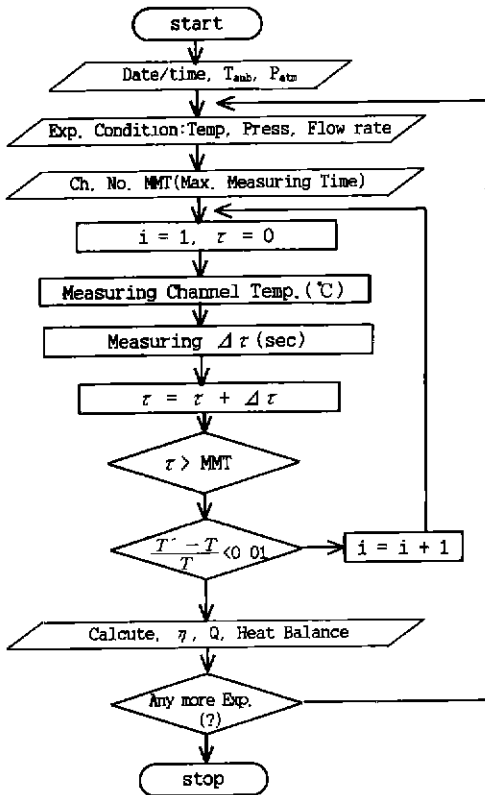 start
Date/time, Tamb, Patm
Exp. Condition:Temp, Press, Flow rate
Ch. No. MMT(Max. Measuring Time)
i = 1, τ = 0
Measuring Channel Temp.(℃)
Measuring Δτ(sec)
τ = τ + Δτ
τ > MMT
T´ - T
T
<0 01
i = i + 1
Calcute, η, Q, Heat Balance
Any more Exp.
(?)
stop